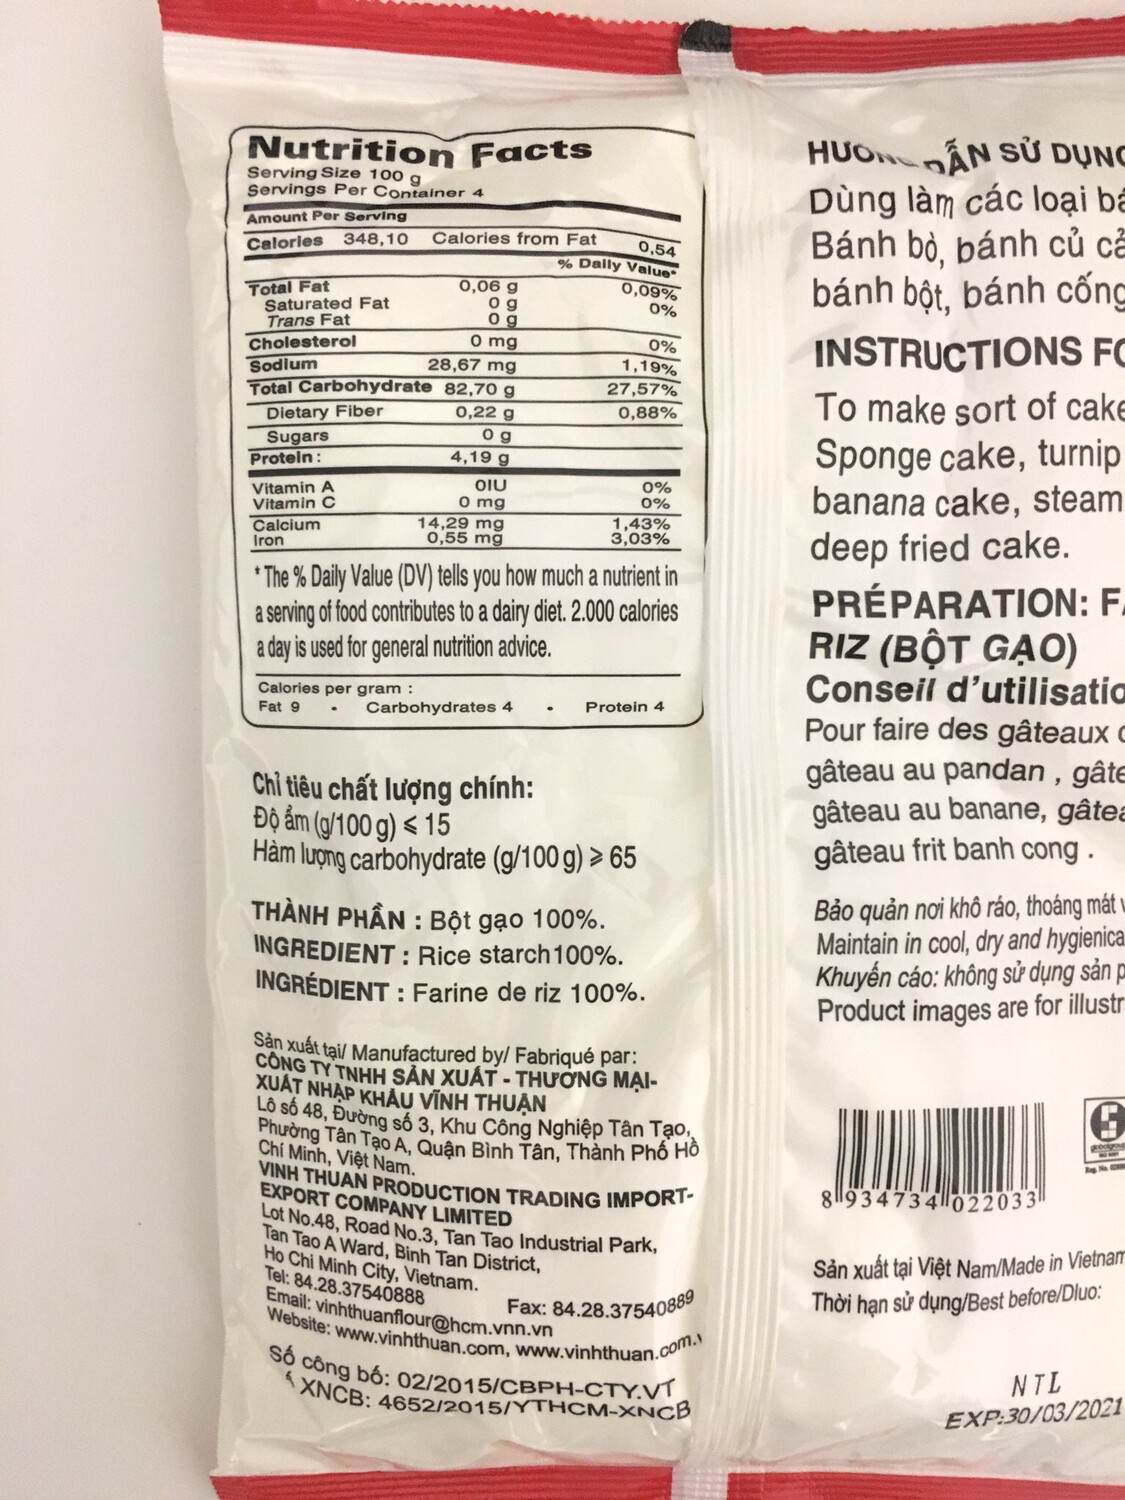 Nutrition Facts
Serving Size 100 g
Servings Per Container 4
Amount Per Serving
Calories 348,10 Calories from Fat 0,54
% Daily Value*
Total Fat 0,06 g 0,09%
Saturated Fat 0 g 0%
Trans Fat 0 g
Cholesterol 0 mg 0%
Sodium 28,67 mg 1,19%
Total Carbohydrate 82,70 g 27,57%
Dietary Fiber 0,22 g 0,88%
Sugars 0 g
Protein : 4,19 g
Vitamin A 0IU 0%
Vitamin C 0 mg 0%
Calcium 14,29 mg 1,43%
Iron 0,55 mg 3,03%
* The % Daily Value (DV) tells you how much a nutrient in
a serving of food contributes to a dairy diet. 2.000 calories
a day is used for general nutrition advice.
Calories per gram :
Fat 9 • Carbohydrates 4 • Protein 4
Chỉ tiêu chất lượng chính:
Độ ẩm (g/100 g) ⩽ 15
Hàm lượng carbohydrate (g/100 g) ⩾ 65
THÀNH PHẦN : Bột gạo 100%.
INGREDIENT : Rice starch 100%.
INGRÉDIENT : Farine de riz 100%.
Sản xuất tại/ Manufactured by/ Fabriqué par:
CÔNG TY TNHH SẢN XUẤT - THƯƠNG MẠI-
XUẤT NHẬP KHẨU VĨNH THUẬN
Lô số 48, Đường số 3, Khu Công Nghiệp Tân Tạo,
Phường Tân Tạo A, Quận Bình Tân, Thành Phố Hồ
Chí Minh, Việt Nam.
VINH THUAN PRODUCTION TRADING IMPORT-
EXPORT COMPANY LIMITED
Lot No.48, Road No.3, Tan Tao Industrial Park,
Tan Tao A Ward, Binh Tan District,
Ho Chi Minh City, Vietnam.
Tel: 84.28.37540888 Fax: 84.28.37540889
Email: vinhthuanflour@hcm.vnn.vn
Website: www.vinhthuan.com, www.vinhthuan.com.
Số công bố: 02/2015/CBPH-CTY.VT
XNCB: 4652/2015/YTHCM-XNCB
DẪN SỬ DỤNG
Dùng làm các loại
Bánh bò, bánh củ
bánh bột, bánh cống
INSTRUCTIONS
To make sort of cake
Sponge cake, turnip
banana cake, steam
deep fried cake.
PRÉPARATION:
RIZ (BỘT GẠO)
Conseil d'utilisatio
Pour faire des gâteaux
gâteau au pandan , gâte
gâteau au banane, gâtea
gâteau frit banh cong .
Bảo quản nơi khô ráo, thoáng mát
Maintain in cool, dry and hygienica
Khuyến cáo: không sử dụng sản
Product images are for illustr
8 934734 022033
Sản xuất tại Việt Nam/Made in Vietnam
Thời hạn sử dụng/Best before/Dluo:
NTL
EXP:30/03/2021